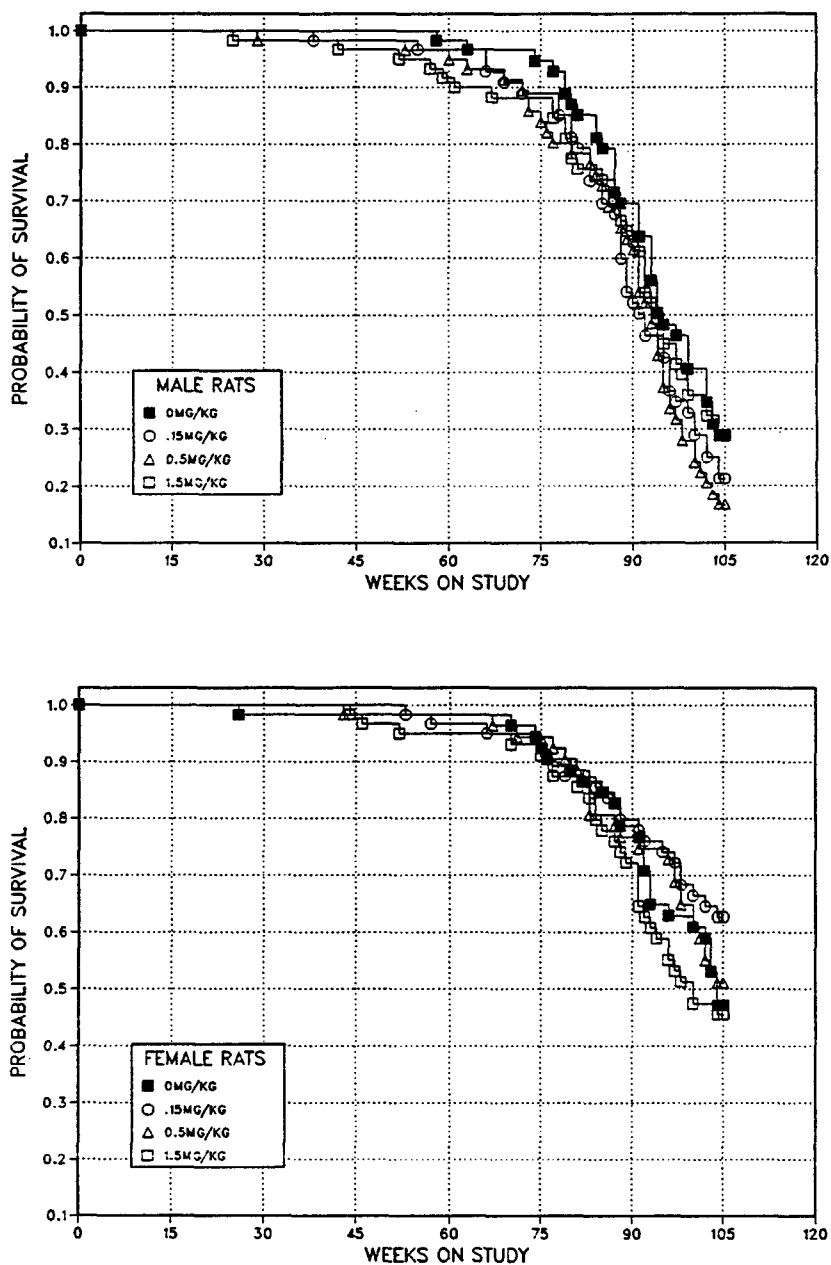 PROBABILITY OF SURVIVAL
1.0
0.9
0.8
0.7
0.6
0.5
0.4
0.3
0.2
0.1
MALE RATS
0MG/KG
.15MG/KG
0.5MG/KG
1.5MG/KG
0 15 30 45 60 75 90 105 120
WEEKS ON STUDY
PROBABILITY OF SURVIVAL
1.0
0.9
0.8
0.7
0.6
0.5
0.4
0.3
0.2
0.1
FEMALE RATS
0MG/KG
.15MG/KG
0.5MG/KG
1.5MG/KG
0 15 30 45 60 75 90 105 120
WEEKS ON STUDY